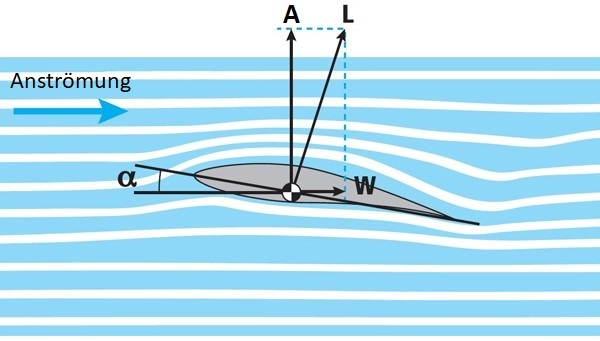 A L
Anströmung
α
W